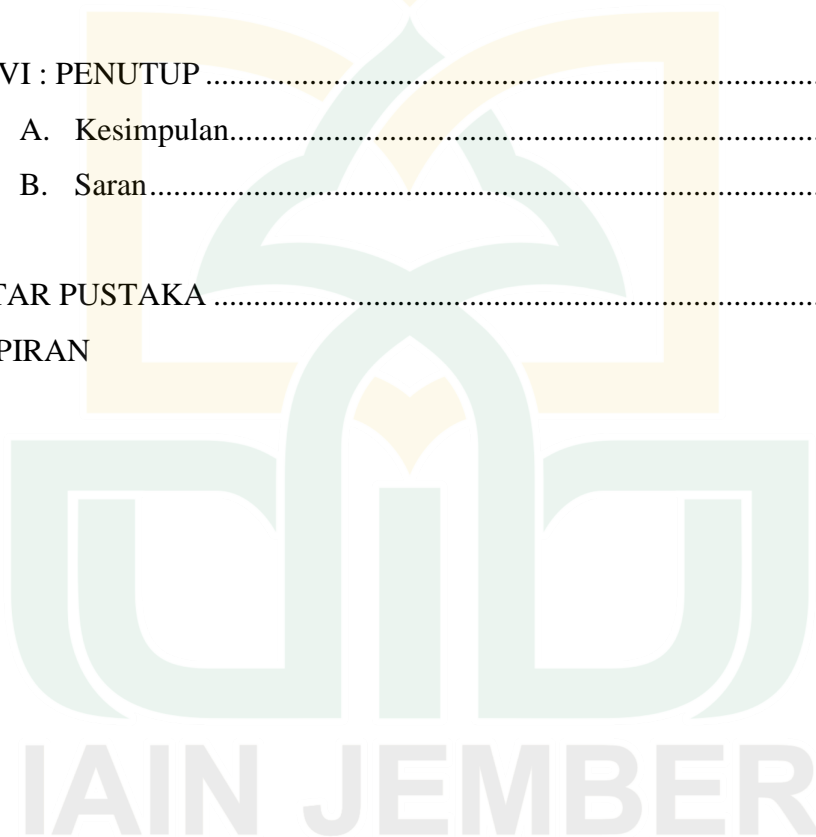 VI : PENUTUP ........................................................................
A. Kesimpulan........................................................................
B. Saran........................................................................
TAR PUSTAKA ........................................................................
PIRAN
IAIN JEMBER